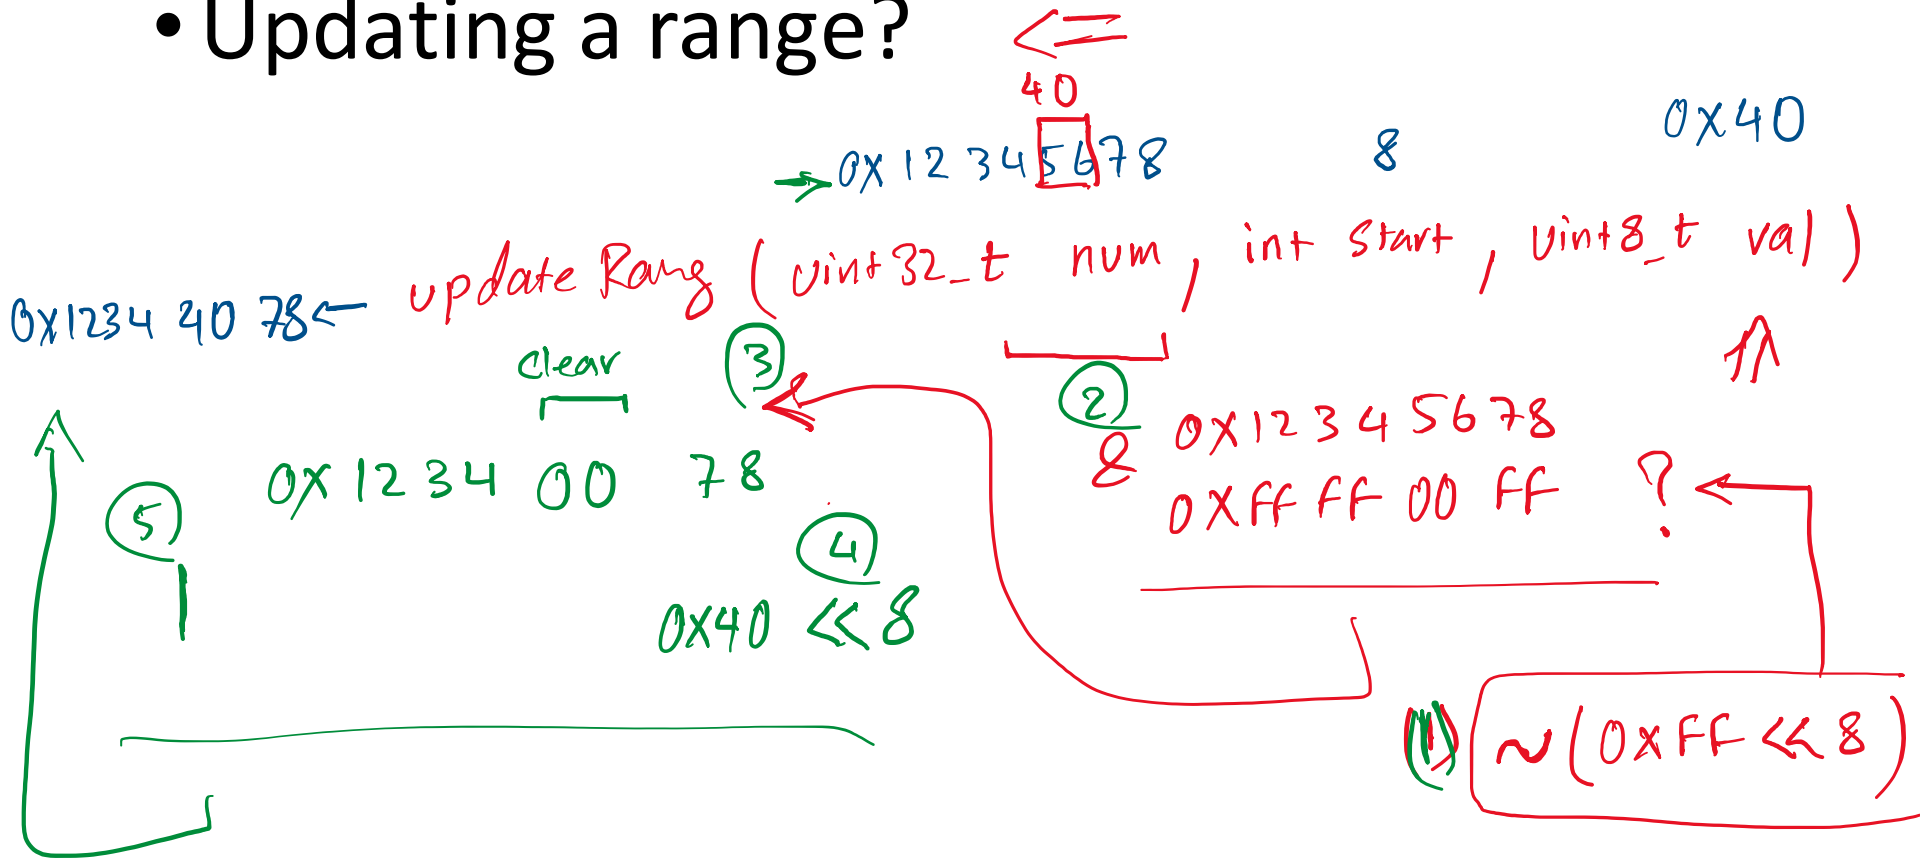 • Updating a range?
40
0x12345678 8 0x40
updateRang (uint32_t num, int start, uint8_t val)
0x1234 40 78 ←
clear
3
2
8 0x12345678
0xFF FF 00 FF ?
0x1234 00 78
5
|
4
0x40 << 8
(1) ~(0xFF << 8)